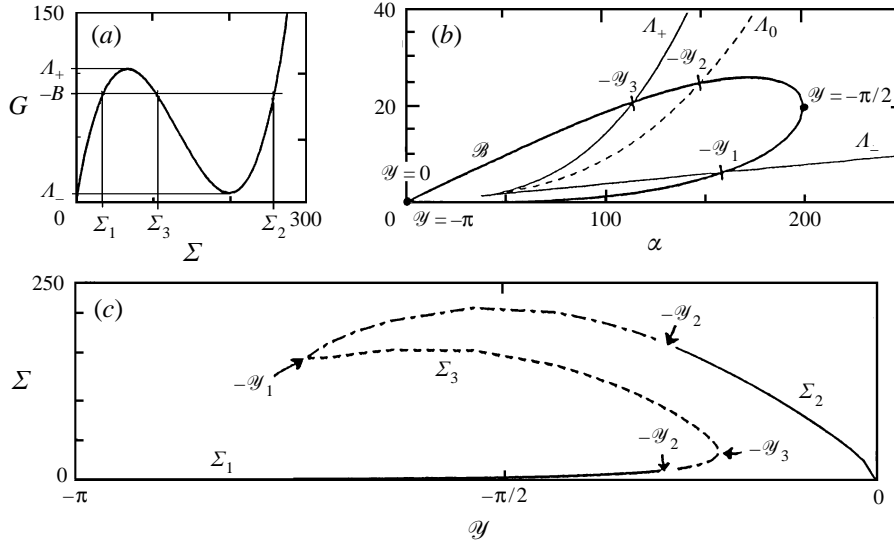 150
(a)
Λ+
G
−B
Λ−
0
Σ1
Σ3
Σ2
300
Σ
40
(b)
Λ+
Λ0
−𝒴2
−𝒴3
𝒴 = −π/2
20
ℬ
−𝒴1
Λ−
𝒴 = 0
0
𝒴 = −π
100
200
α
250
(c)
−𝒴2
Σ
Σ3
Σ2
−𝒴1
−𝒴2
−𝒴3
Σ1
0
−π
−π/2
0
𝒴